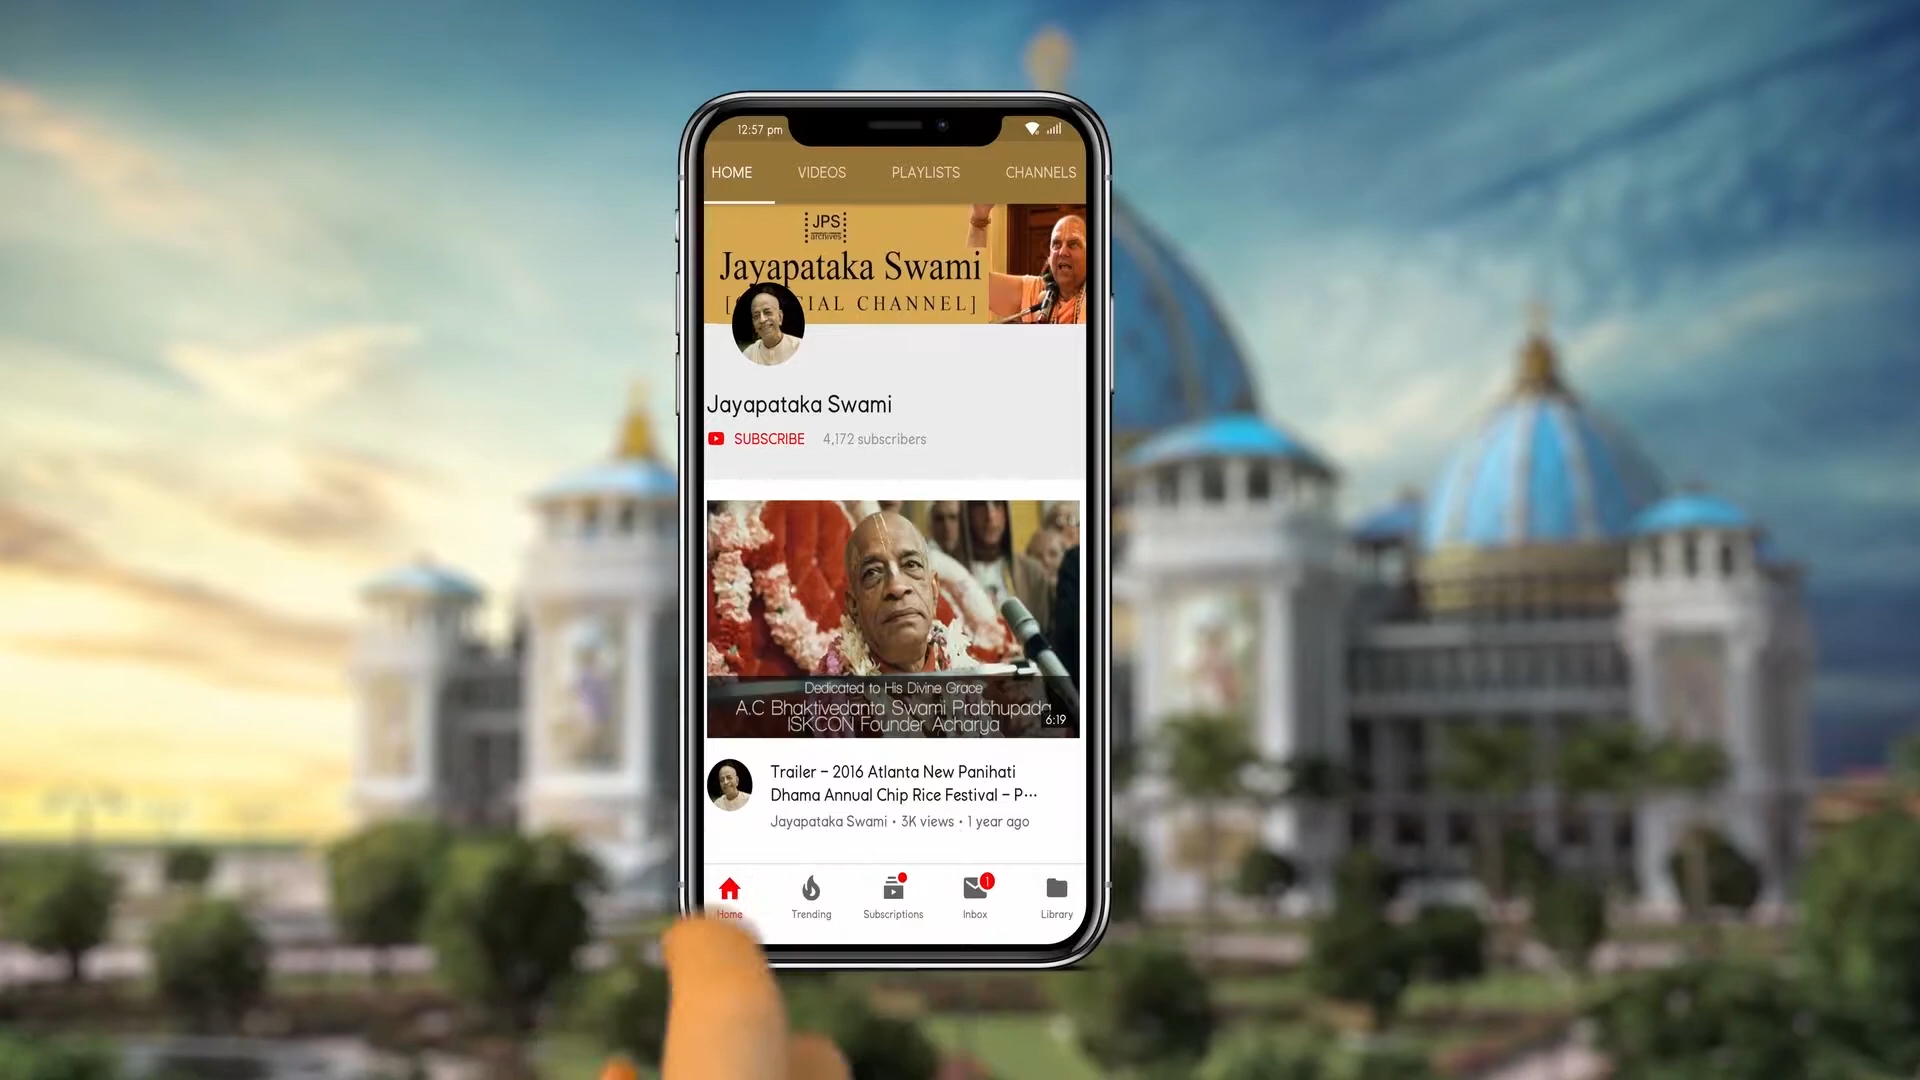 12:57 pm
HOME VIDEOS PLAYLISTS CHANNELS
JPS
archives
Jayapataka Swami
IAL CHANNEL]
Jayapataka Swami
SUBSCRIBE 4,172 subscribers
Dedicated to His Divine Grace
A.C Bhaktivedanta Swami Prabhupada
ISKCON Founder Acharya
6:19
Trailer – 2016 Atlanta New Panihati
Dhama Annual Chip Rice Festival – P···
Jayapataka Swami • 3K views • 1 year ago
1
Home Trending Subscriptions Inbox Library